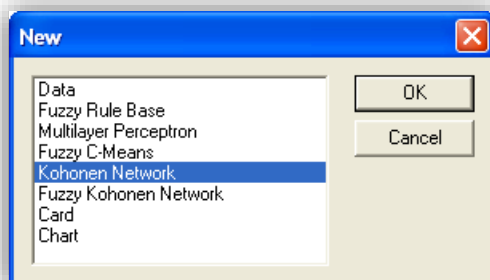 New
Data
Fuzzy Rule Base
Multilayer Perceptron
Fuzzy C-Means
Kohonen Network
Fuzzy Kohonen Network
Card
Chart
OK
Cancel